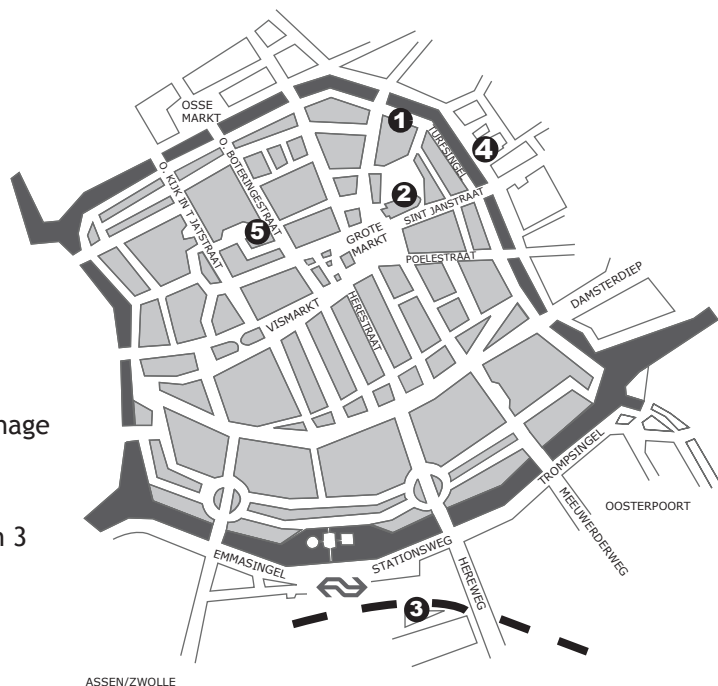 OSSE
MARKT
1
TURFSINGEL
4
O. BOTERINGESTRAAT
O. KIJK IN T JATSTRAAT
2
SINT JANSTRAAT
5
GROTE
MARKT
POELESTRAAT
DAMSTERDIEP
VISMARKT
HERESTRAAT
TROMPSINGEL
OOSTERPOORT
MEEUWERDERWEG
STATIONSWEG
EMMASINGEL
HEREWEG
3
ASSEN/ZWOLLE
3